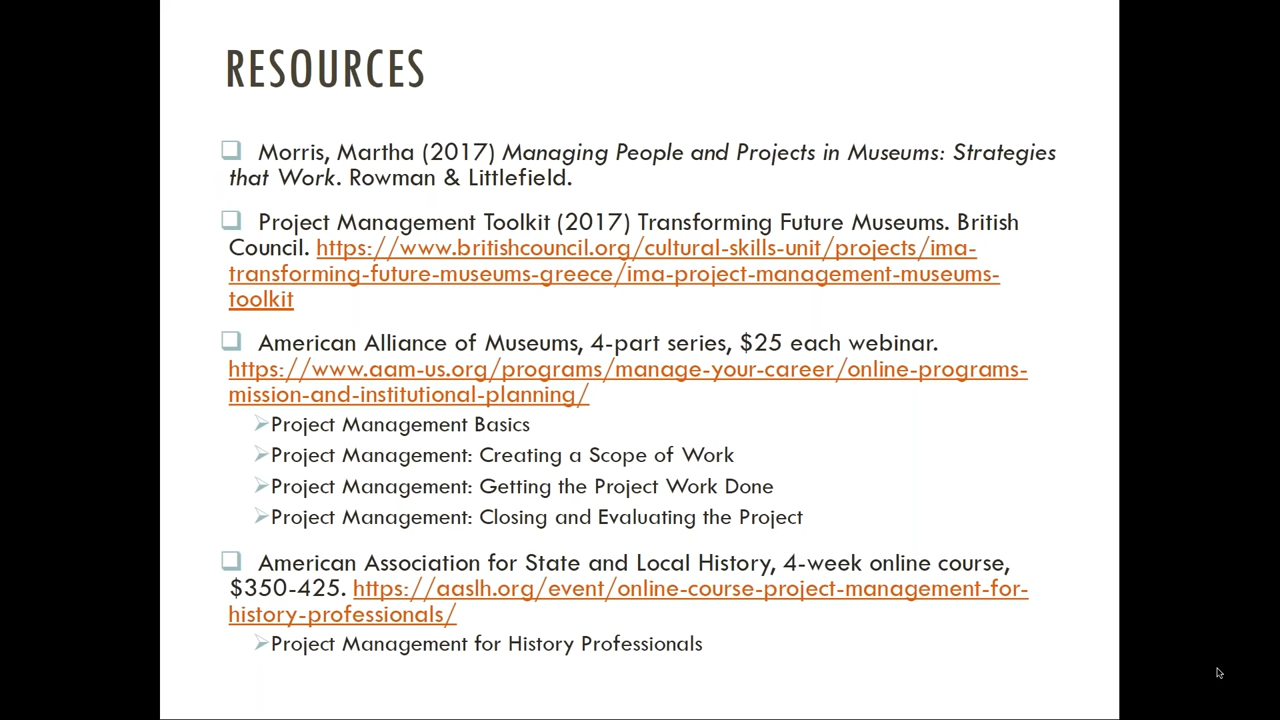 RESOURCES
Morris, Martha (2017) Managing People and Projects in Museums: Strategies
that Work. Rowman & Littlefield.
Project Management Toolkit (2017) Transforming Future Museums. British
Council. https://www.britishcouncil.org/cultural-skills-unit/projects/ima-
transforming-future-museums-greece/ima-project-management-museums-
toolkit
American Alliance of Museums, 4-part series, $25 each webinar.
https://www.aam-us.org/programs/manage-your-career/online-programs-
mission-and-institutional-planning/
Project Management Basics
Project Management: Creating a Scope of Work
Project Management: Getting the Project Work Done
Project Management: Closing and Evaluating the Project
American Association for State and Local History, 4-week online course,
$350-425. https://aaslh.org/event/online-course-project-management-for-
history-professionals/
Project Management for History Professionals